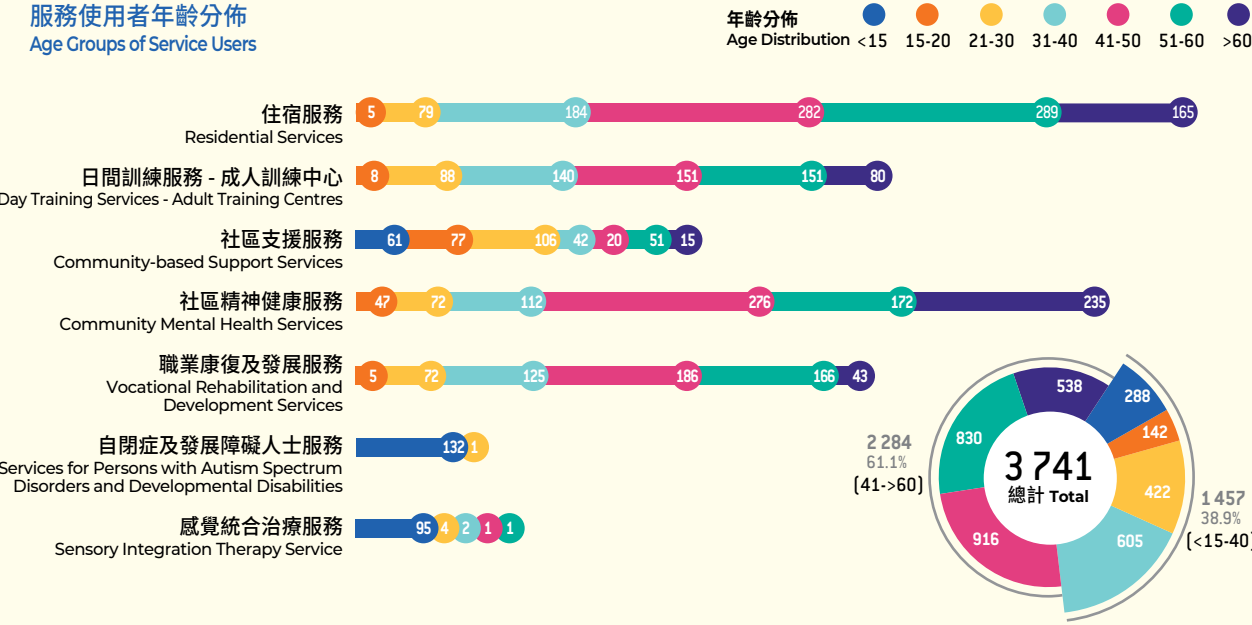 服務使用者年齡分佈
Age Groups of Service Users
年齡分佈
Age Distribution <15 15-20 21-30 31-40 41-50 51-60 >60
住宿服務
Residential Services
5 79 184 282 289 165
日間訓練服務 - 成人訓練中心
Day Training Services - Adult Training Centres
8 88 140 151 151 80
社區支援服務
Community-based Support Services
61 77 106 42 20 51 15
社區精神健康服務
Community Mental Health Services
47 72 112 276 172 235
職業康復及發展服務
Vocational Rehabilitation and
Development Services
5 72 125 186 166 43
自閉症及發展障礙人士服務
Services for Persons with Autism Spectrum
Disorders and Developmental Disabilities
132 1
感覺統合治療服務
Sensory Integration Therapy Service
95 4 2 1 1
538
288
142
422
605
916
830
3 741
總計 Total
2 284
61.1%
(41->60)
1 457
38.9%
(<15-40)